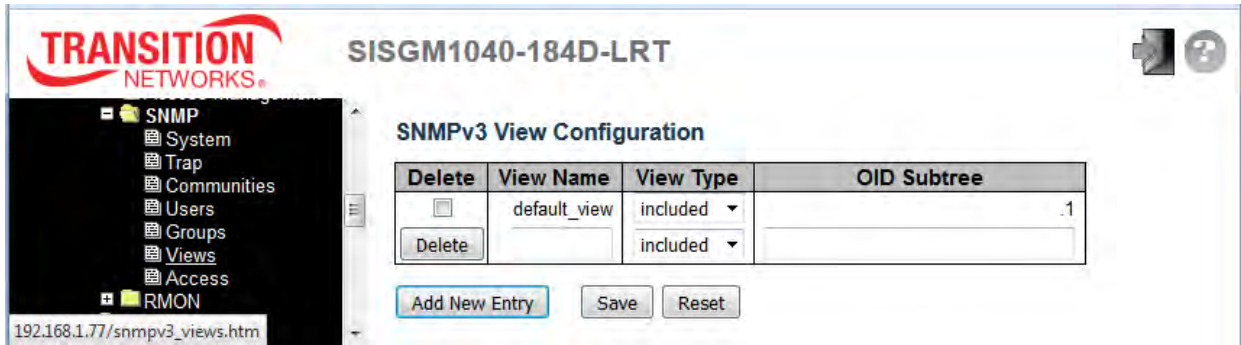 TRANSITION
NETWORKS®
SISGM1040-184D-LRT
SNMP
System
Trap
Communities
Users
Groups
Views
Access
RMON
192.168.1.77/snmpv3_views.htm
SNMPv3 View Configuration
Delete View Name View Type OID Subtree
default_view included .1
Delete included
Add New Entry Save Reset